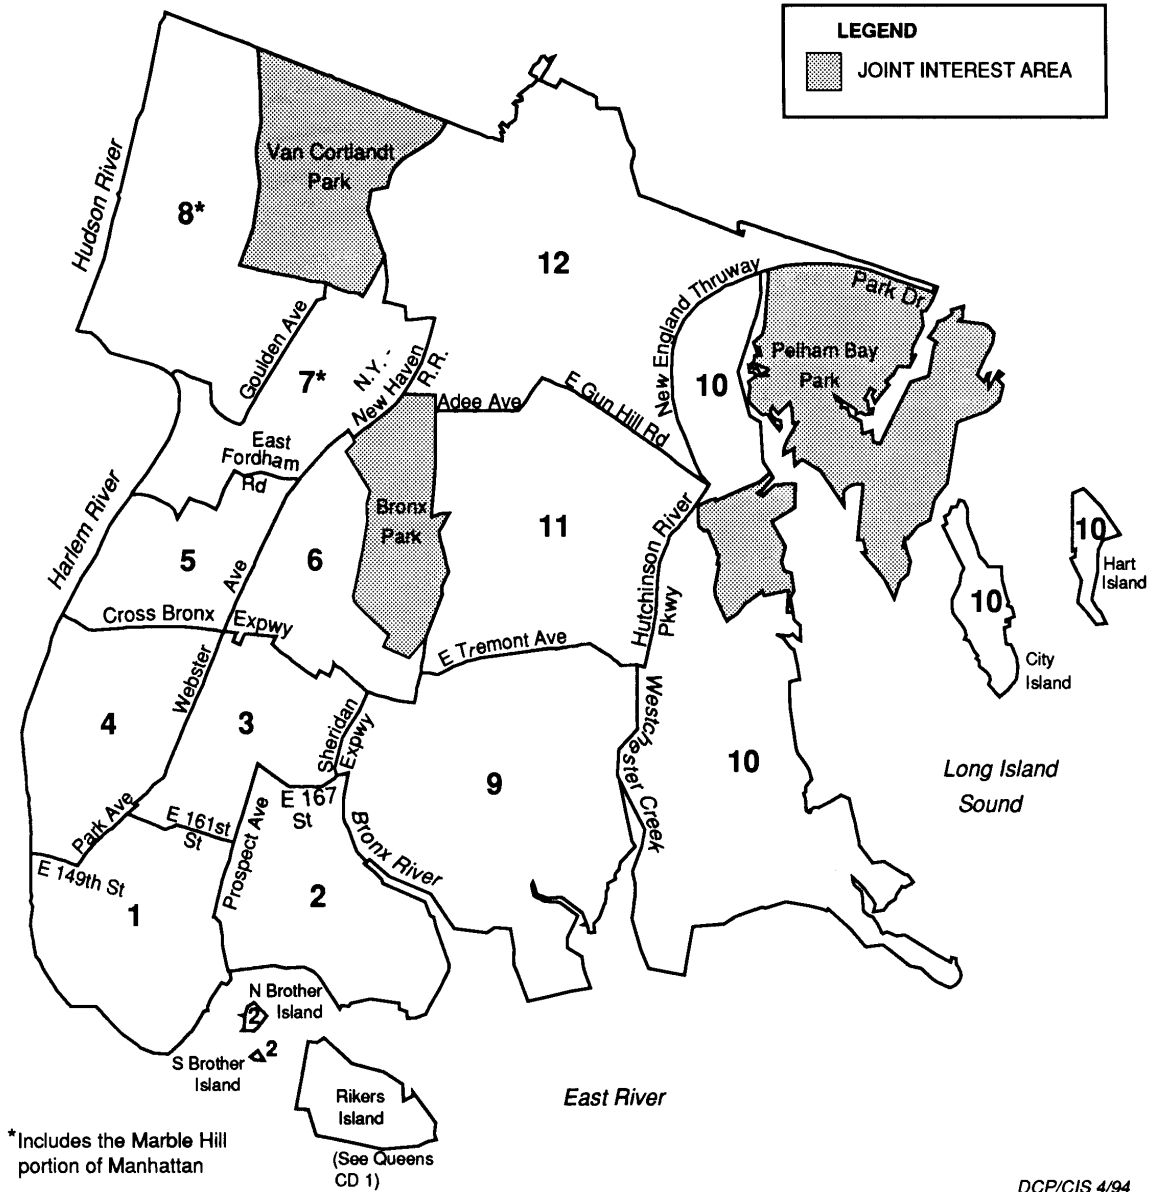 LEGEND
JOINT INTEREST AREA
Van Cortlandt
Park
Hudson River
8*
12
New England Thruway
Park Dr.
Goulden Ave
7*
N.Y. -
New Haven
R.R.
10
Pelham Bay
Park
Adee Ave
E Gun Hill Rd
East
Fordham
Rd
Harlem River
Bronx
Park
5
6
11
Hutchinson River
Pkwy
10
Hart
Island
10
City
Island
Ave
Cross Bronx
Expwy
E Tremont Ave
Webster
4
3
Sheridan
Expwy
9
Westchester Creek
10
Long Island
Sound
Park Ave
E 161st
St
E 167
St
Prospect Ave
Bronx River
E 149th St
1
2
N Brother
Island
2
S Brother
Island
2
Rikers
Island
(See Queens
CD 1)
East River
*Includes the Marble Hill
portion of Manhattan
DCP/CIS 4/94